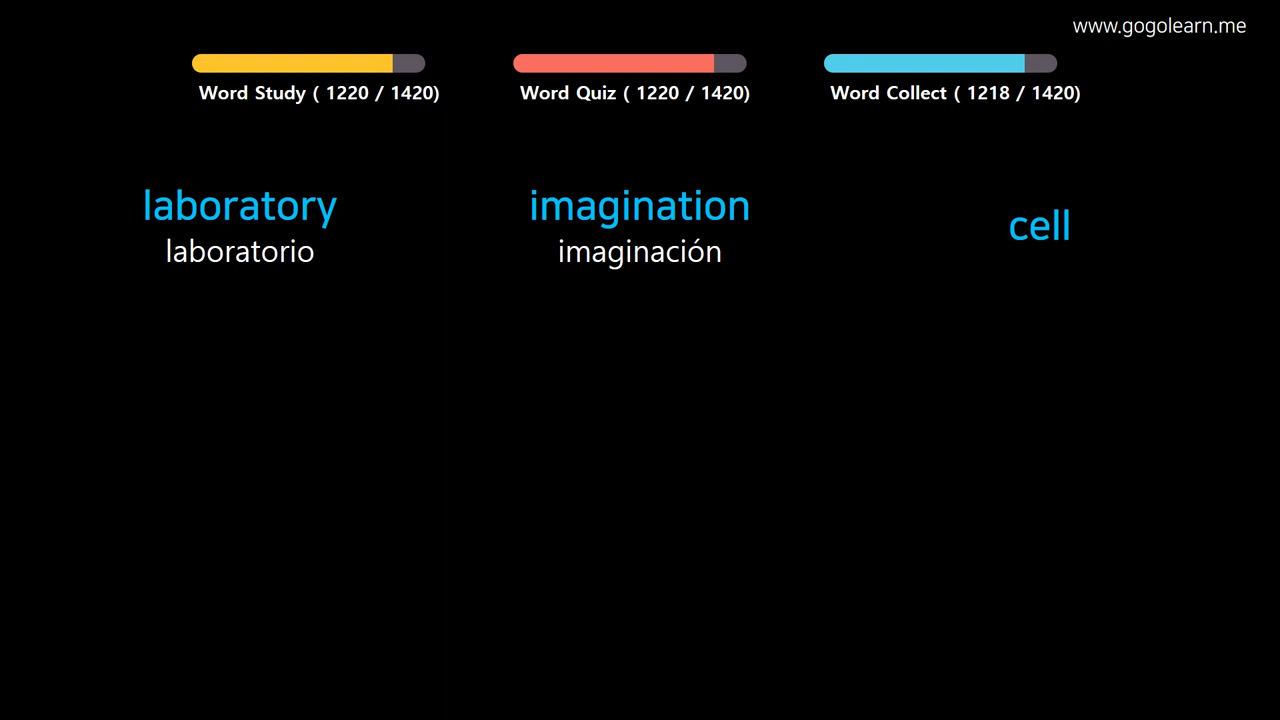 www.gogolearn.me
Word Study ( 1220 / 1420)
Word Quiz ( 1220 / 1420)
Word Collect ( 1218 / 1420)
laboratory
laboratorio
imagination
imaginación
cell